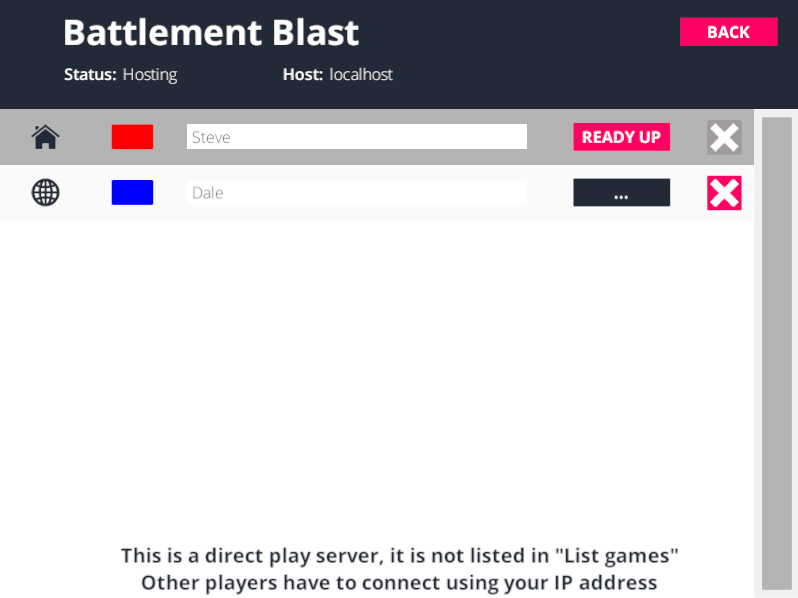 Battlement Blast
BACK
Status: Hosting
Host: localhost
Steve
READY UP
Dale
...
This is a direct play server, it is not listed in "List games"
Other players have to connect using your IP address